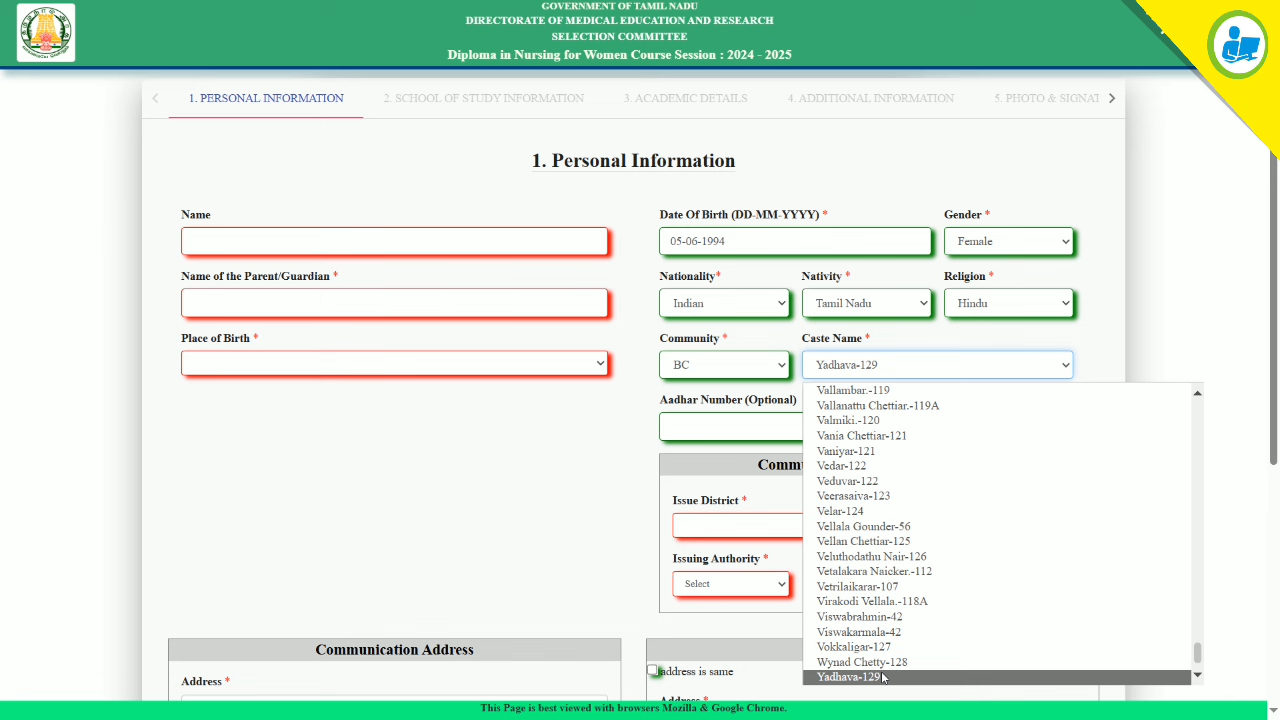 GOVERNMENT OF TAMIL NADU
DIRECTORATE OF MEDICAL EDUCATION AND RESEARCH
SELECTION COMMITTEE
Diploma in Nursing for Women Course Session : 2024 - 2025
1. PERSONAL INFORMATION
2. SCHOOL OF STUDY INFORMATION
3. ACADEMIC DETAILS
4. ADDITIONAL INFORMATION
5. PHOTO & SIGNAT
1. Personal Information
Name
Date Of Birth (DD-MM-YYYY) *
Gender *
05-06-1994
Female
Name of the Parent/Guardian *
Nationality*
Nativity *
Religion *
Indian
Tamil Nadu
Hindu
Place of Birth *
Community *
Caste Name *
BC
Yadhava-129
Aadhar Number (Optional)
Vallambar.-119
Vallanattu Chettiar.-119A
Valmiki.-120
Vania Chettiar-121
Vaniyar-121
Vedar-122
Veduvar-122
Veerasaiva-123
Velar-124
Vellala Gounder-56
Vellan Chettiar-125
Veluthodathu Nair-126
Vetalakara Naicker.-112
Vetrilaikarar-107
Virakodi Vellala.-118A
Viswabrahmin-42
Viswakarmala-42
Vokkaligar-127
Wynad Chetty-128
Yadhava-129
Commu
Issue District *
Issuing Authority *
Select
Communication Address
address is same
Address *
Address *
This Page is best viewed with browsers Mozilla & Google Chrome.